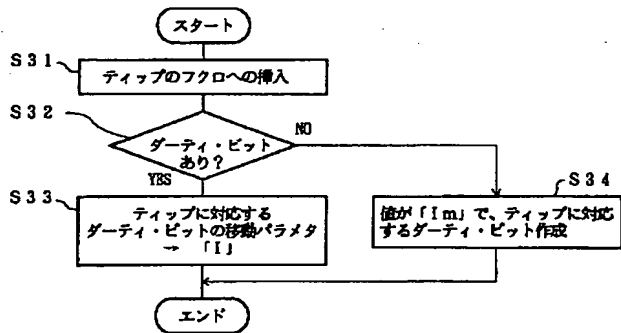 スタート
S31
ティップのフクロへの挿入
S32
ダーティ・ビット
あり?
NO
YES
S33
ティップに対応する
ダーティ・ビットの移動パラメタ
→ 「I」
S34
値が「Im」で、ティップに対応
するダーティ・ビット作成
エンド